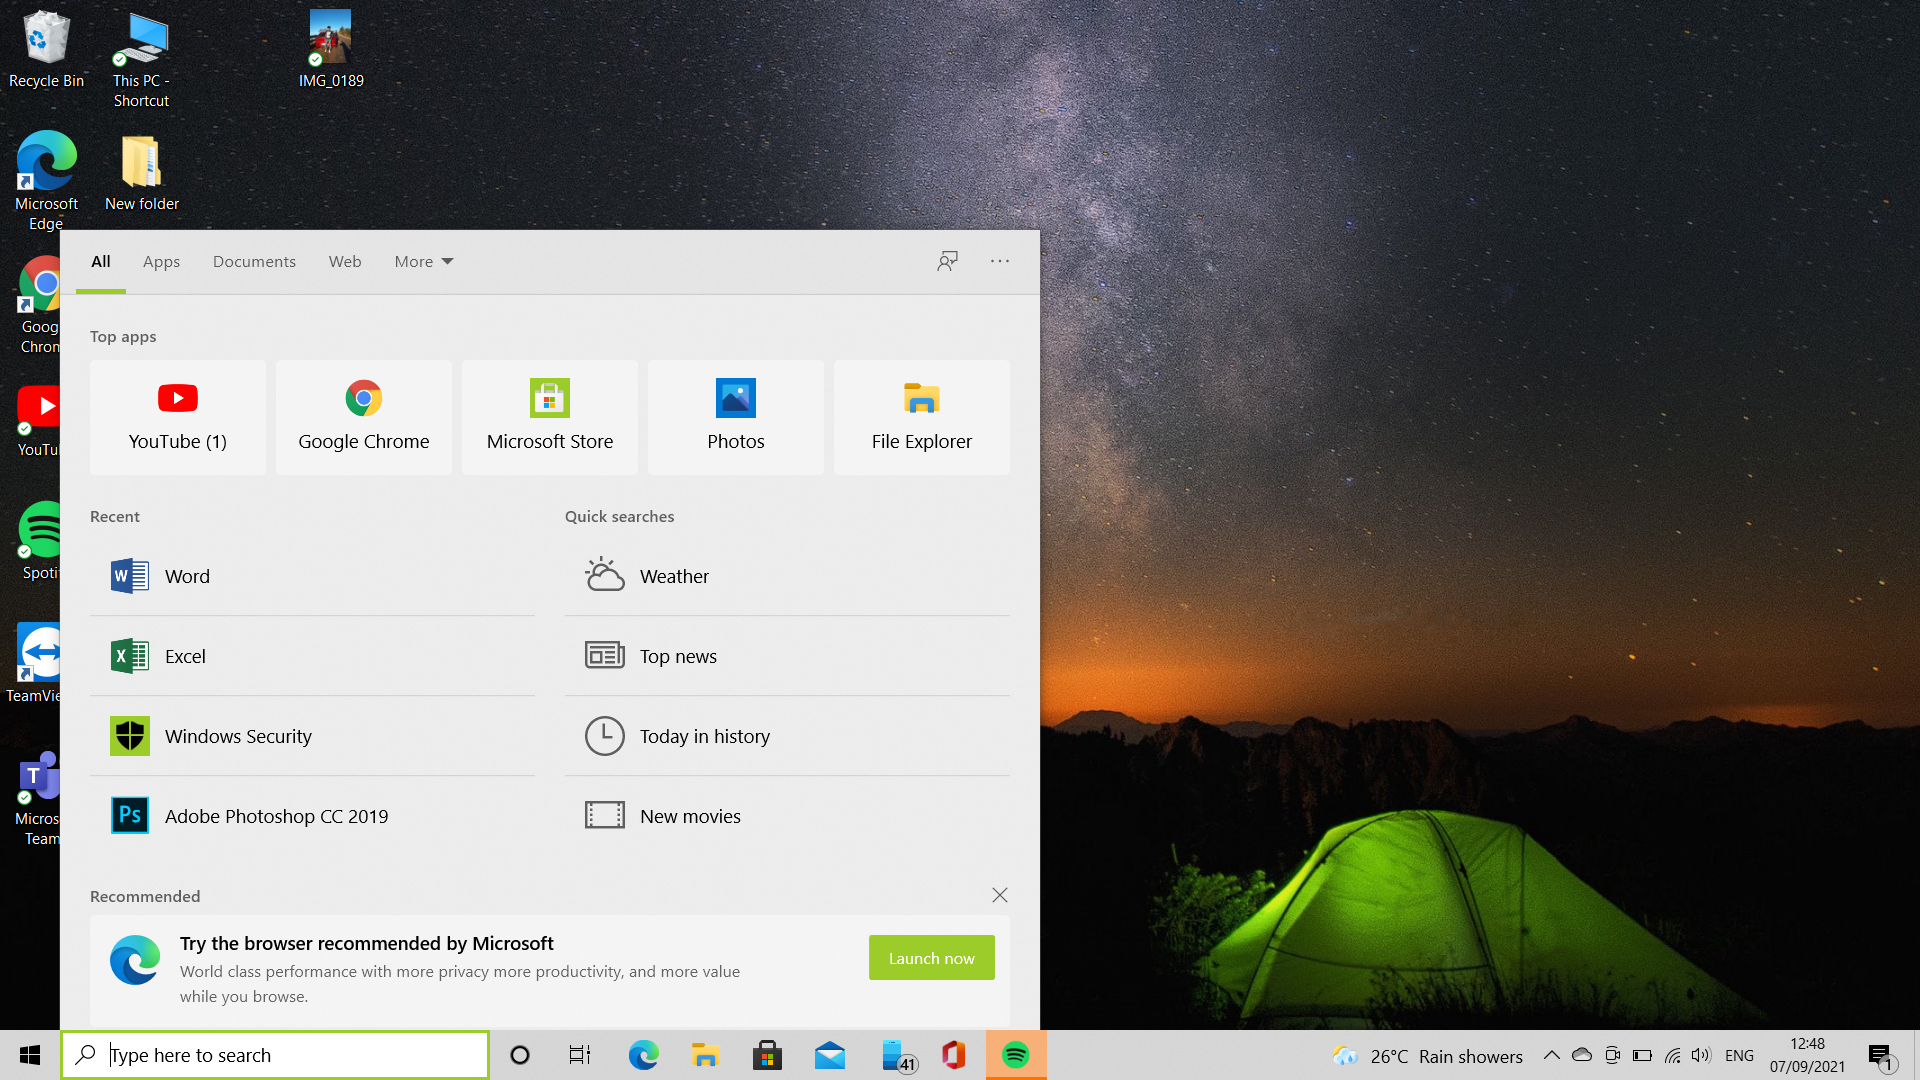 Recycle Bin
This PC -
Shortcut
IMG_0189
Microsoft
Edge
New folder
Goog
Chrom
YouTu
Spoti
TeamVie
T
Micros
Team
All
Apps
Documents
Web
More
Top apps
YouTube (1)
Google Chrome
Microsoft Store
Photos
File Explorer
Recent
W
Word
X
Excel
Windows Security
Ps
Adobe Photoshop CC 2019
Quick searches
Weather
Top news
Today in history
New movies
Recommended
Try the browser recommended by Microsoft
World class performance with more privacy more productivity, and more value
while you browse.
Launch now
Type here to search
41
26°C Rain showers
ENG
12:48
07/09/2021
1